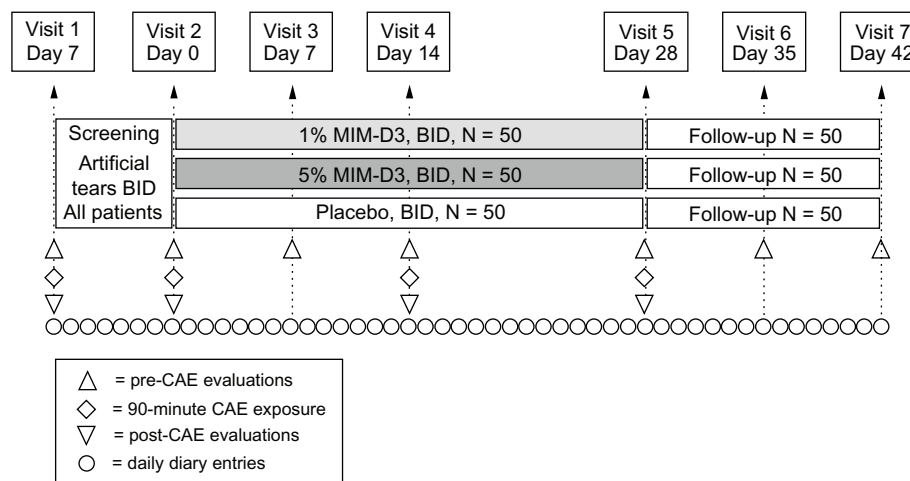 Visit 1
Day 7
Visit 2
Day 0
Visit 3
Day 7
Visit 4
Day 14
Visit 5
Day 28
Visit 6
Day 35
Visit 7
Day 42
Screening
Artificial
tears BID
All patients
1% MIM-D3, BID, N = 50
Follow-up N = 50
5% MIM-D3, BID, N = 50
Follow-up N = 50
Placebo, BID, N = 50
Follow-up N = 50
= pre-CAE evaluations
= 90-minute CAE exposure
= post-CAE evaluations
= daily diary entries